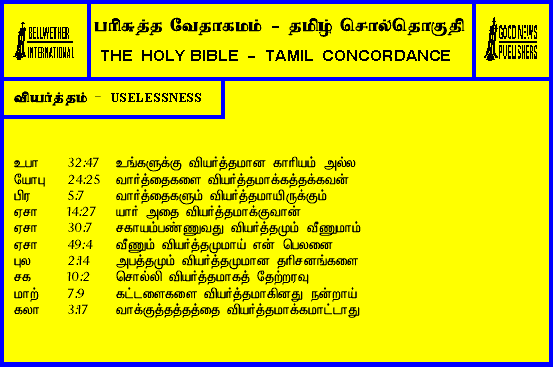 BELLWETHER
INTERNATIONAL
பரிசுத்த வேதாகமம் - தமிழ் சொல்தொகுதி
THE HOLY BIBLE - TAMIL CONCORDANCE
GOOD NEWS
PUBLISHERS
வியர்த்தம் - USELESSNESS
உபா 32:47 உங்களுக்கு வியர்த்தமான காரியம் அல்ல
யோபு 24:25 வார்த்தைகளை வியர்த்தமாக்கத்தக்கவன்
பிர 5:7 வார்த்தைகளும் வியர்த்தமாயிருக்கும்
ஏசா 14:27 யார் அதை வியர்த்தமாக்குவான்
ஏசா 30:7 சகாயம்பண்ணுவது வியர்த்தமும் வீணுமாம்
ஏசா 49:4 வீணும் வியர்த்தமுமாய் என் பெலனை
புல 2:14 அபத்தமும் வியர்த்தமுமான தரிசனங்களை
சக 10:2 சொல்லி வியர்த்தமாகத் தேற்றரவு
மாற் 7:9 கட்டளைகளை வியர்த்தமாகினது நன்றாய்
கலா 3:17 வாக்குத்தத்தத்தை வியர்த்தமாக்கமாட்டாது